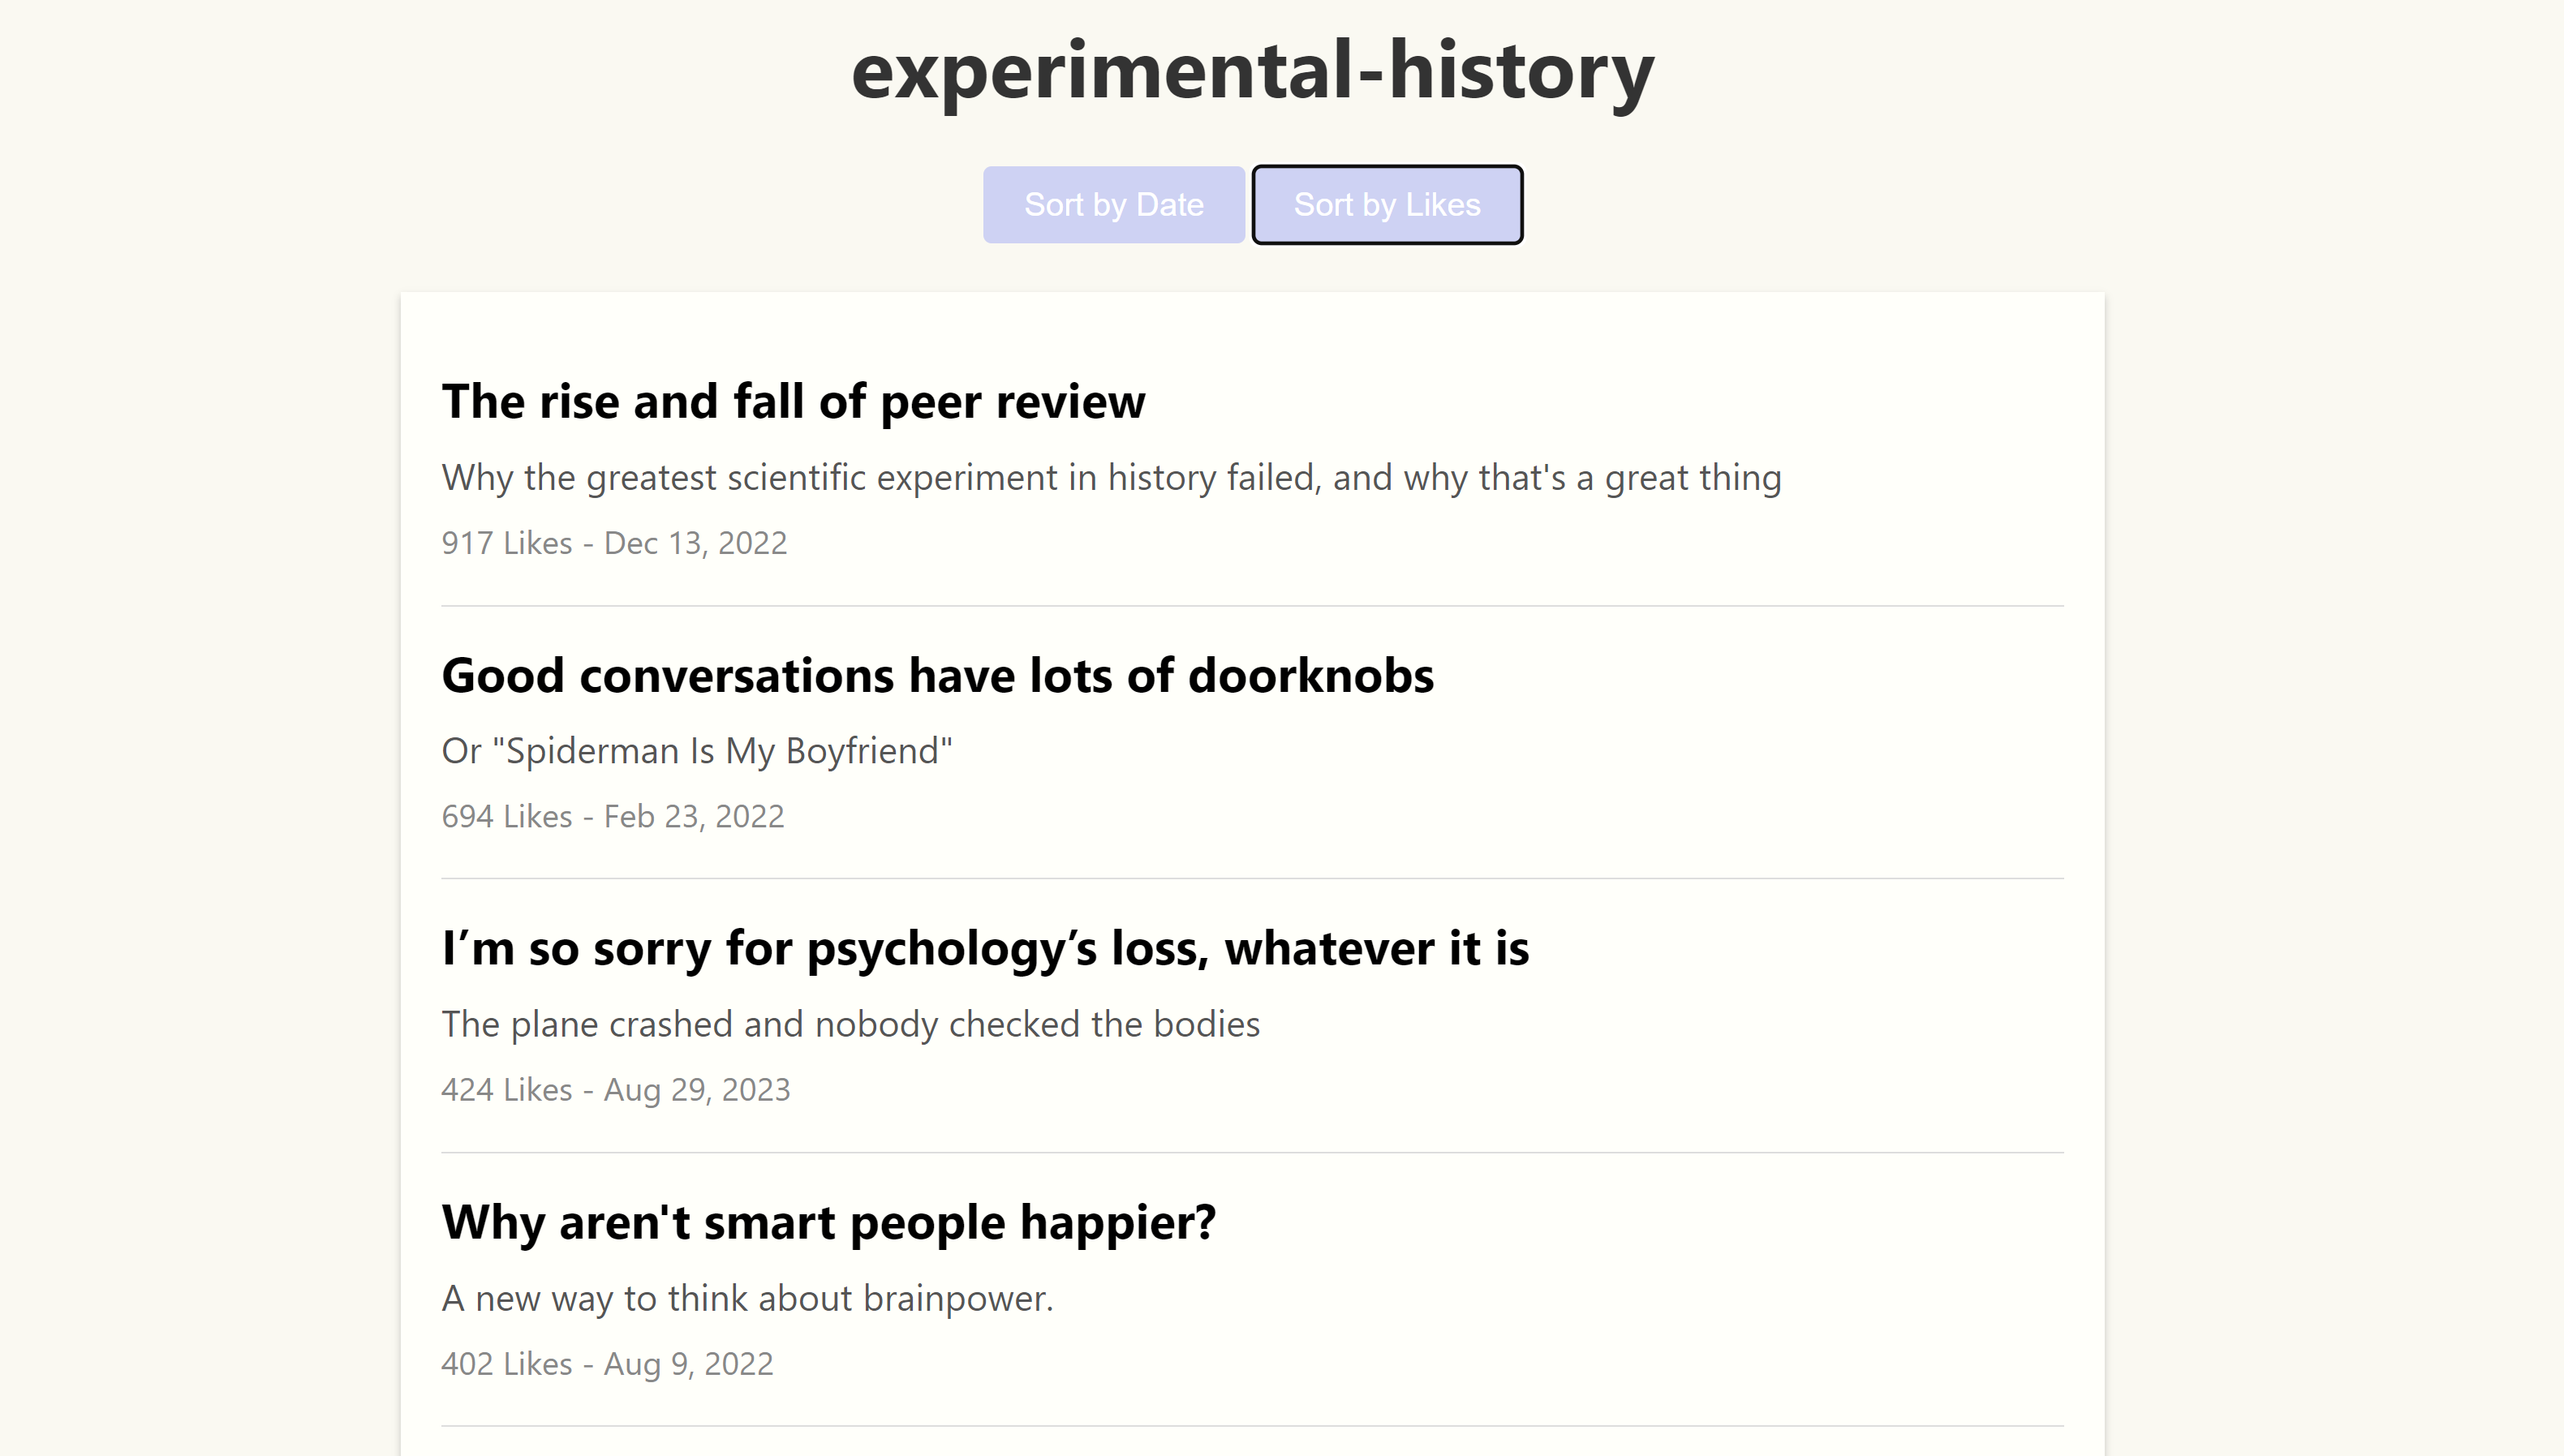 experimental-history
Sort by Date Sort by Likes
The rise and fall of peer review
Why the greatest scientific experiment in history failed, and why that's a great thing
917 Likes - Dec 13, 2022
Good conversations have lots of doorknobs
Or "Spiderman Is My Boyfriend"
694 Likes - Feb 23, 2022
I’m so sorry for psychology’s loss, whatever it is
The plane crashed and nobody checked the bodies
424 Likes - Aug 29, 2023
Why aren't smart people happier?
A new way to think about brainpower.
402 Likes - Aug 9, 2022